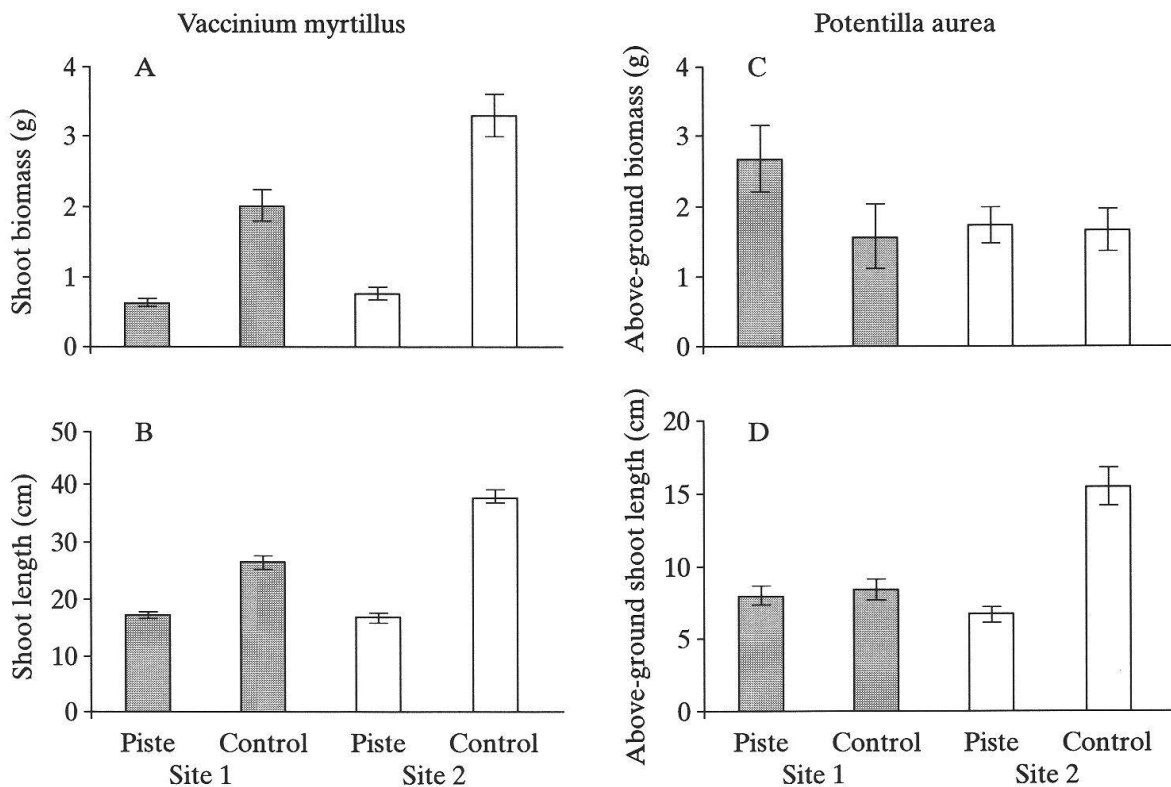 Vaccinium myrtillus
Potentilla aurea
A
Shoot biomass (g)
4
3
2
1
0
C
Above-ground biomass (g)
4
3
2
1
0
B
Shoot length (cm)
50
40
30
20
10
0
Piste Control Piste Control
Site 1 Site 2
D
Above-ground shoot length (cm)
20
15
10
5
0
Piste Control Piste Control
Site 1 Site 2